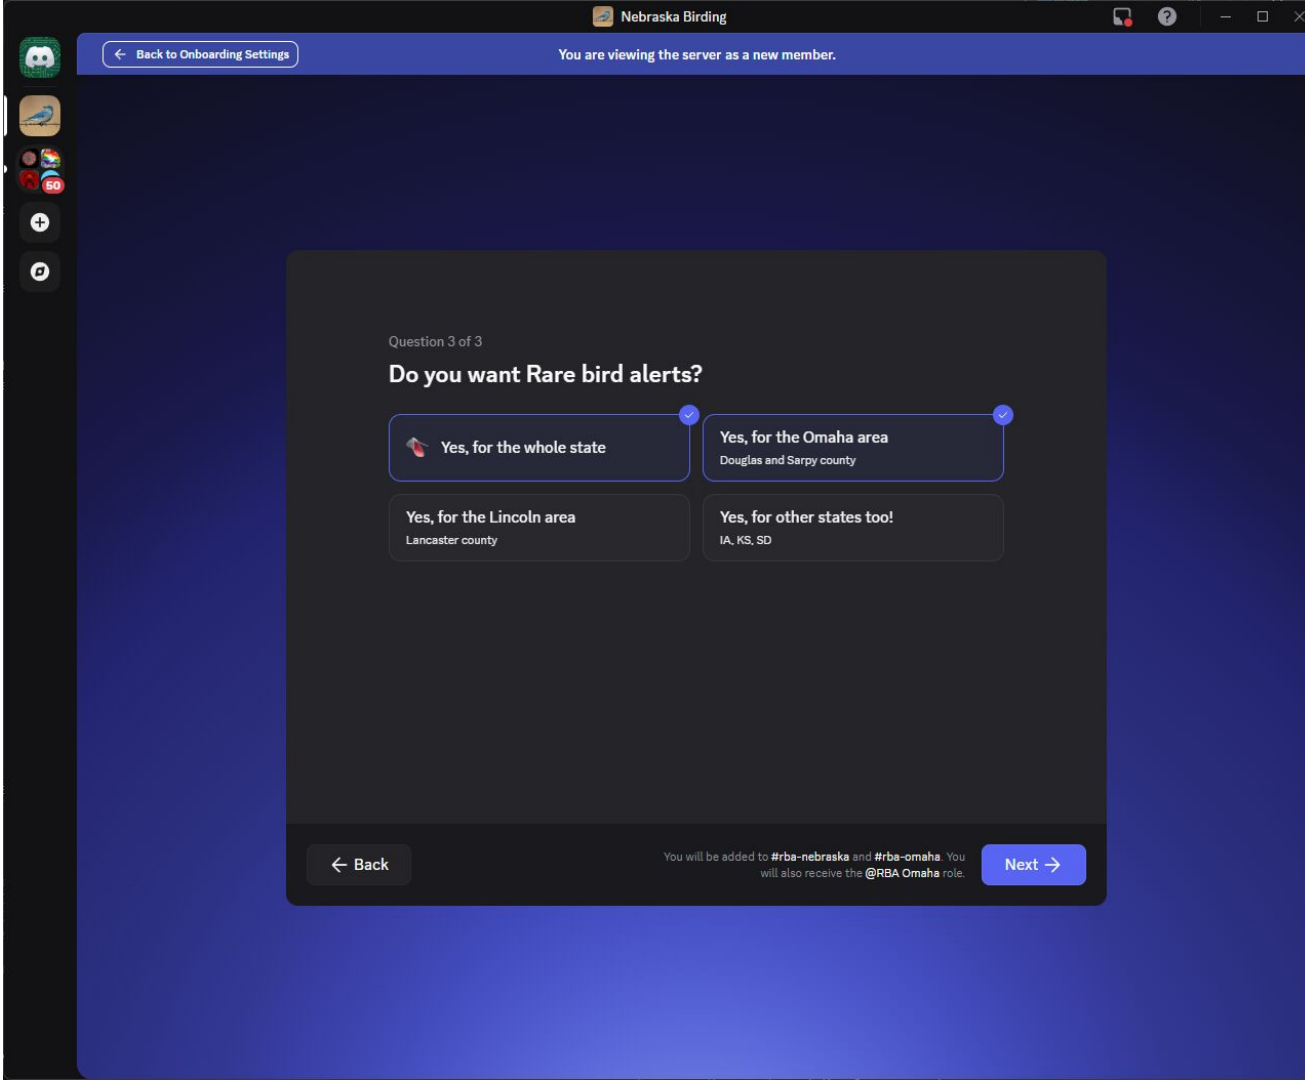 Nebraska Birding
Back to Onboarding Settings
You are viewing the server as a new member.
50
Question 3 of 3
Do you want Rare bird alerts?
Yes, for the whole state
Yes, for the Omaha area
Douglas and Sarpy county
Yes, for the Lincoln area
Lancaster county
Yes, for other states too!
IA, KS, SD
Back
You will be added to #rba-nebraska and #rba-omaha. You
will also receive the @RBA Omaha role.
Next